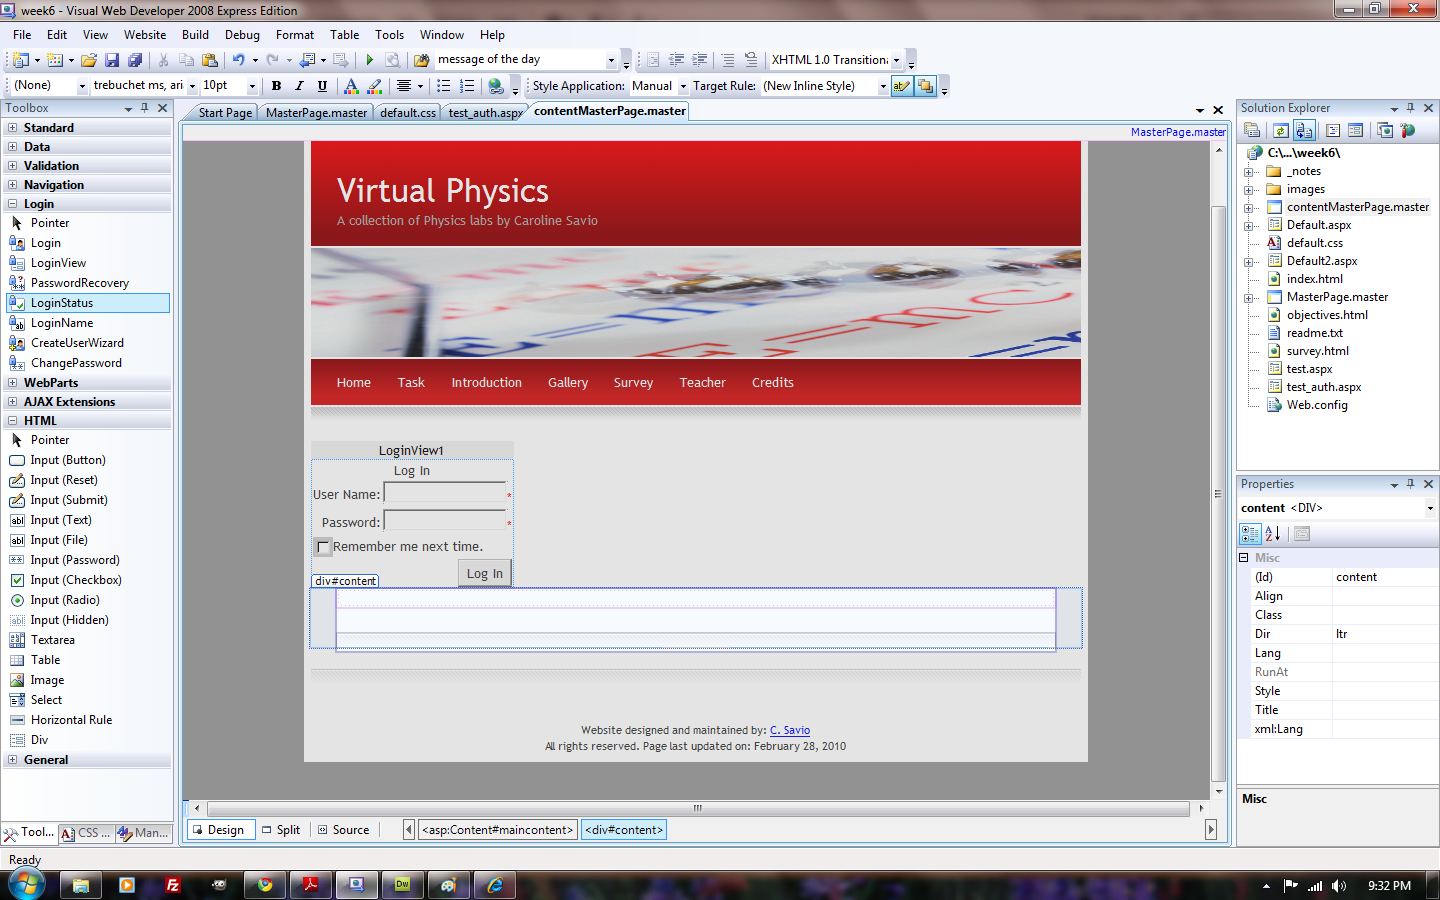 week6 - Visual Web Developer 2008 Express Edition
File Edit View Website Build Debug Format Table Tools Window Help
message of the day
XHTML 1.0 Transitiona
(None) trebuchet ms, ari 10pt B I U A
Style Application: Manual Target Rule: (New Inline Style)
Toolbox
Standard
Data
Validation
Navigation
Login
Pointer
Login
LoginView
PasswordRecovery
LoginStatus
LoginName
CreateUserWizard
ChangePassword
WebParts
AJAX Extensions
HTML
Pointer
Input (Button)
Input (Reset)
Input (Submit)
Input (Text)
Input (File)
Input (Password)
Input (Checkbox)
Input (Radio)
Input (Hidden)
Textarea
Table
Image
Select
Horizontal Rule
Div
General
Tool... CSS ... Man...
Start Page MasterPage.master default.css test_auth.aspx contentMasterPage.master
MasterPage.master
Virtual Physics
A collection of Physics labs by Caroline Savio
Home Task Introduction Gallery Survey Teacher Credits
LoginView1
Log In
User Name: *
Password: *
Remember me next time.
Log In
div#content
Website designed and maintained by: C. Savio
All rights reserved. Page last updated on: February 28, 2010
Design Split Source <asp:Content#maincontent> <div#content>
Solution Explorer
C:\...\week6\
_notes
images
contentMasterPage.master
Default.aspx
default.css
Default2.aspx
index.html
MasterPage.master
objectives.html
readme.txt
survey.html
test.aspx
test_auth.aspx
Web.config
Properties
content <DIV>
Misc
(Id) content
Align
Class
Dir ltr
Lang
RunAt
Style
Title
xml:Lang
Misc
Ready
Fz
Dw
9:32 PM